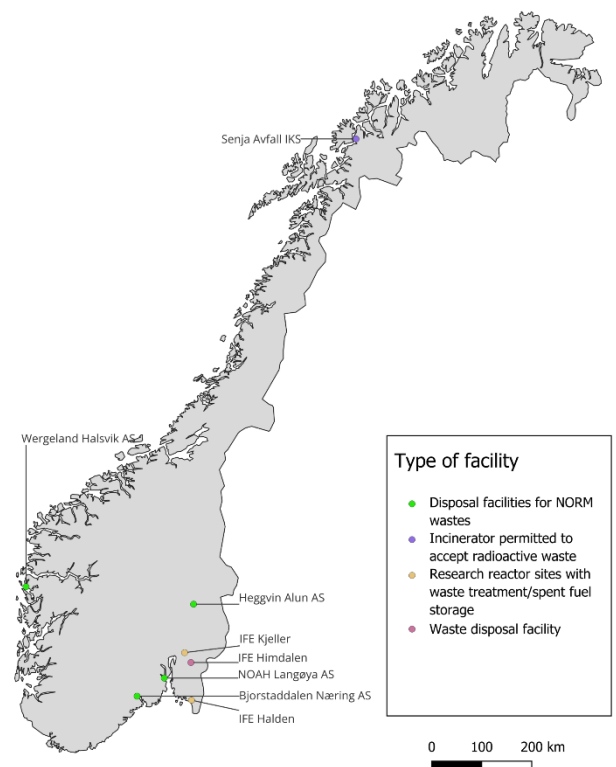 Senja Avfall IKS
Wergeland Halsvik AS
Heggvin Alun AS
IFE Kjeller
IFE Himdalen
NOAH Langøya AS
Bjorstaddalen Næring AS
IFE Halden
Type of facility
Disposal facilities for NORM
wastes
Incinerator permitted to
accept radioactive waste
Research reactor sites with
waste treatment/spent fuel
storage
Waste disposal facility
0 100 200 km